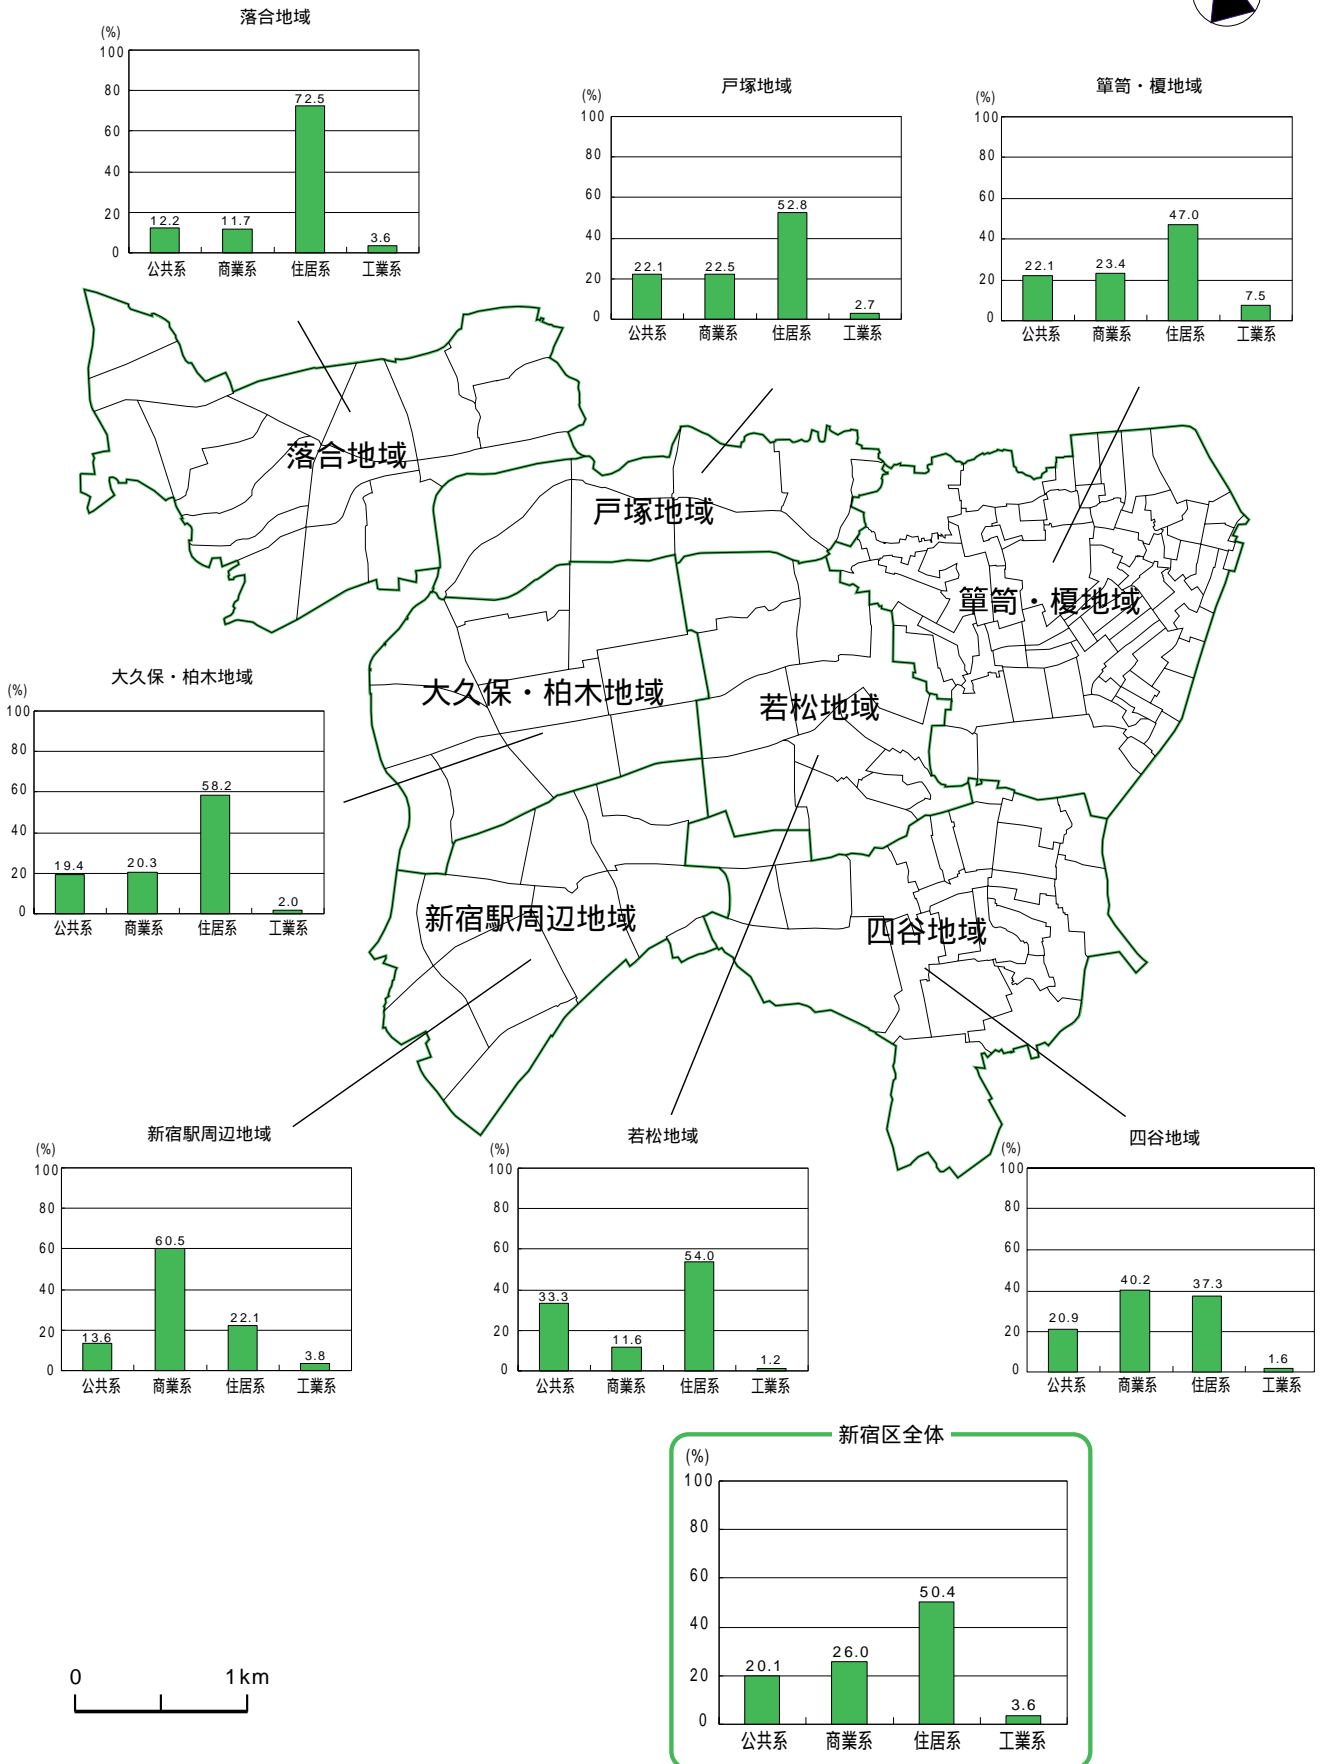 落合地域
(%)
100
80
60
40
20
0
72.5
12.2
11.7
3.6
公共系
商業系
住居系
工業系
戸塚地域
(%)
100
80
60
40
20
0
52.8
22.1
22.5
2.7
公共系
商業系
住居系
工業系
簞笥・榎地域
(%)
100
80
60
40
20
0
47.0
22.1
23.4
7.5
公共系
商業系
住居系
工業系
落合地域
戸塚地域
簞笥・榎地域
大久保・柏木地域
若松地域
新宿駅周辺地域
四谷地域
大久保・柏木地域
(%)
100
80
60
40
20
0
58.2
19.4
20.3
2.0
公共系
商業系
住居系
工業系
新宿駅周辺地域
(%)
100
80
60
40
20
0
60.5
13.6
22.1
3.8
公共系
商業系
住居系
工業系
若松地域
(%)
100
80
60
40
20
0
54.0
33.3
11.6
1.2
公共系
商業系
住居系
工業系
四谷地域
(%)
100
80
60
40
20
0
40.2
37.3
20.9
1.6
公共系
商業系
住居系
工業系
新宿区全体
(%)
100
80
60
40
20
0
50.4
26.0
20.1
3.6
公共系
商業系
住居系
工業系
0
1km